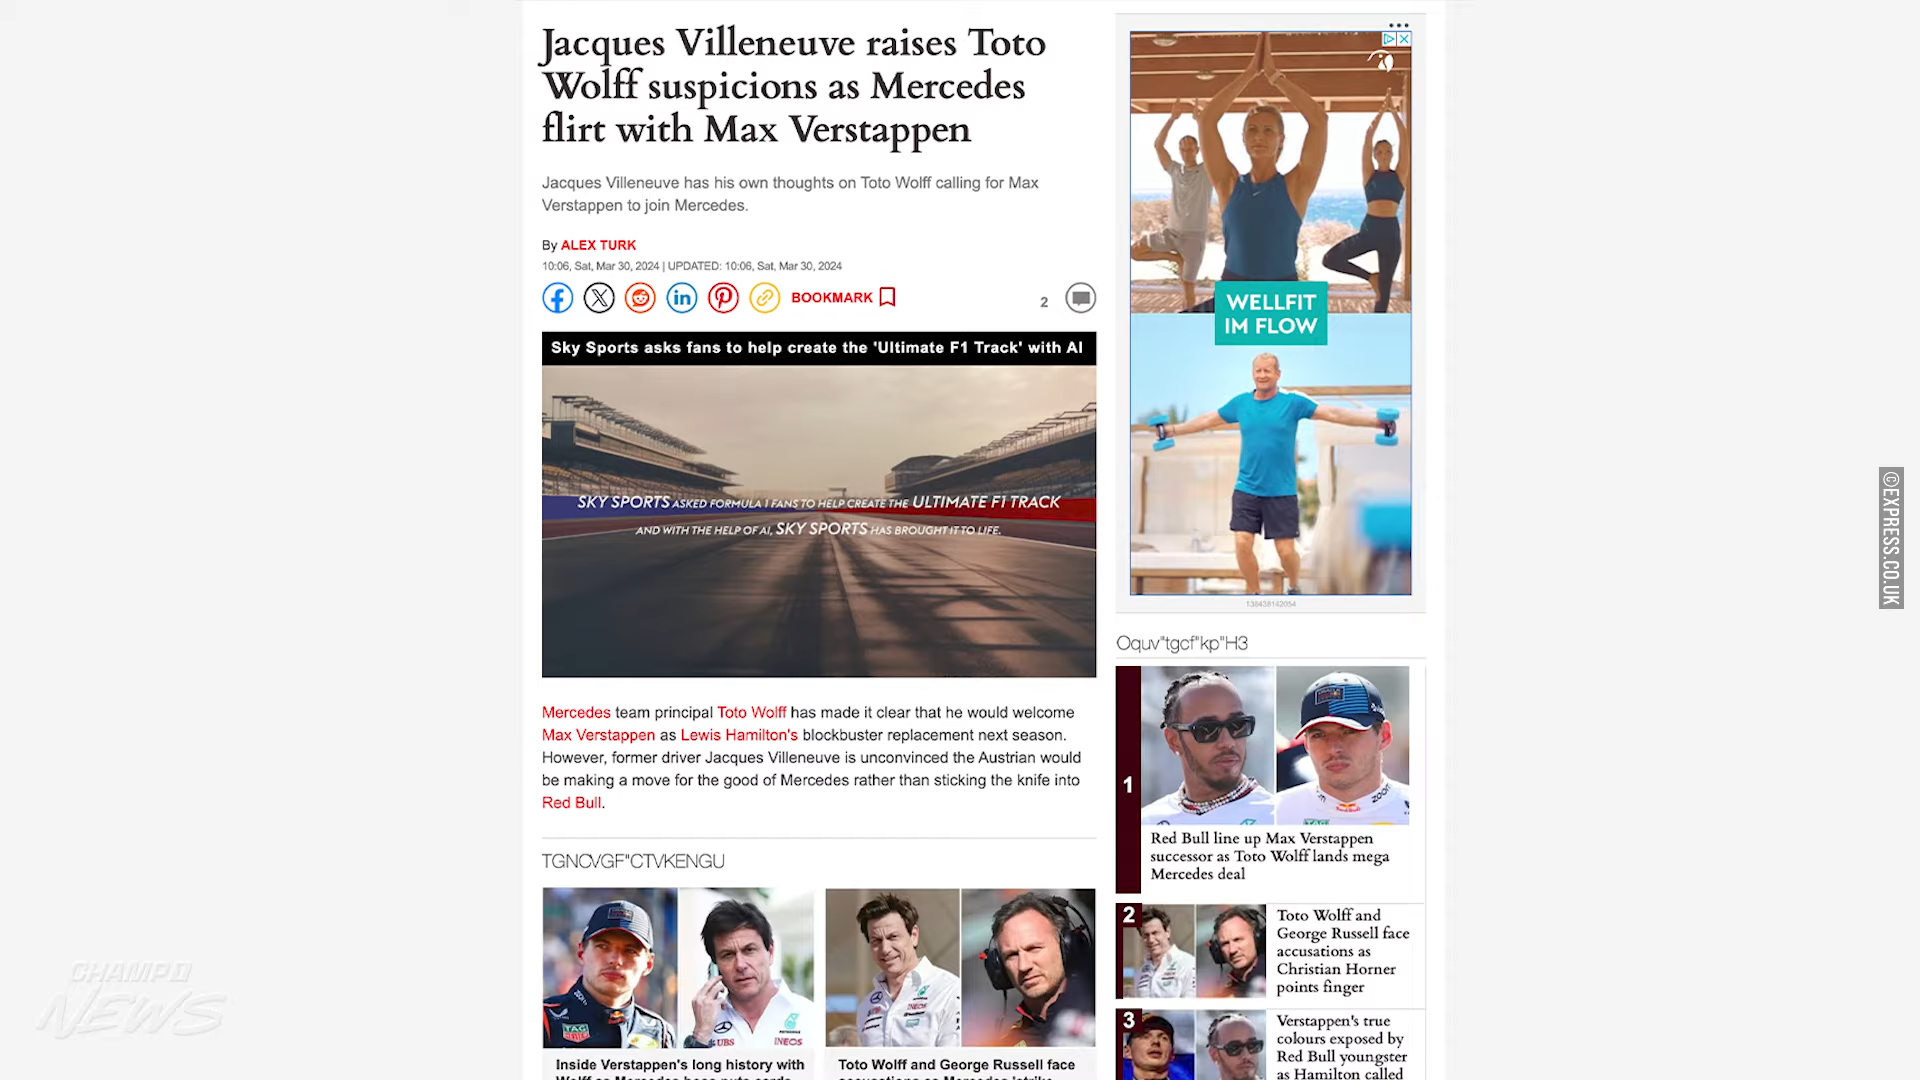 Jacques Villeneuve raises Toto
Wolff suspicions as Mercedes
flirt with Max Verstappen
Jacques Villeneuve has his own thoughts on Toto Wolff calling for Max
Verstappen to join Mercedes.
By ALEX TURK
10:06, Sat, Mar 30, 2024 | UPDATED: 10:06, Sat, Mar 30, 2024
BOOKMARK
2
Sky Sports asks fans to help create the 'Ultimate F1 Track' with AI
SKY SPORTS ASKED FORMULA 1 FANS TO HELP CREATE THE ULTIMATE F1 TRACK
AND WITH THE HELP OF AI, SKY SPORTS HAS BROUGHT IT TO LIFE.
Mercedes team principal Toto Wolff has made it clear that he would welcome
Max Verstappen as Lewis Hamilton's blockbuster replacement next season.
However, former driver Jacques Villeneuve is unconvinced the Austrian would
be making a move for the good of Mercedes rather than sticking the knife into
Red Bull.
TGNCVGF"CTVKENGU
TAG
UBS
INEOS
INEOS
Inside Verstappen's long history with
Toto Wolff and George Russell face
WELLFIT
IM FLOW
138439142054
Oquv"tgcf"kp"H3
1
zoom
Red Bull line up Max Verstappen
successor as Toto Wolff lands mega
Mercedes deal
2
Toto Wolff and
George Russell face
accusations as
Christian Horner
points finger
3
Verstappen's true
colours exposed by
Red Bull youngster
as Hamilton called
©EXPRESS.CO.UK
CHAMP1
NEWS